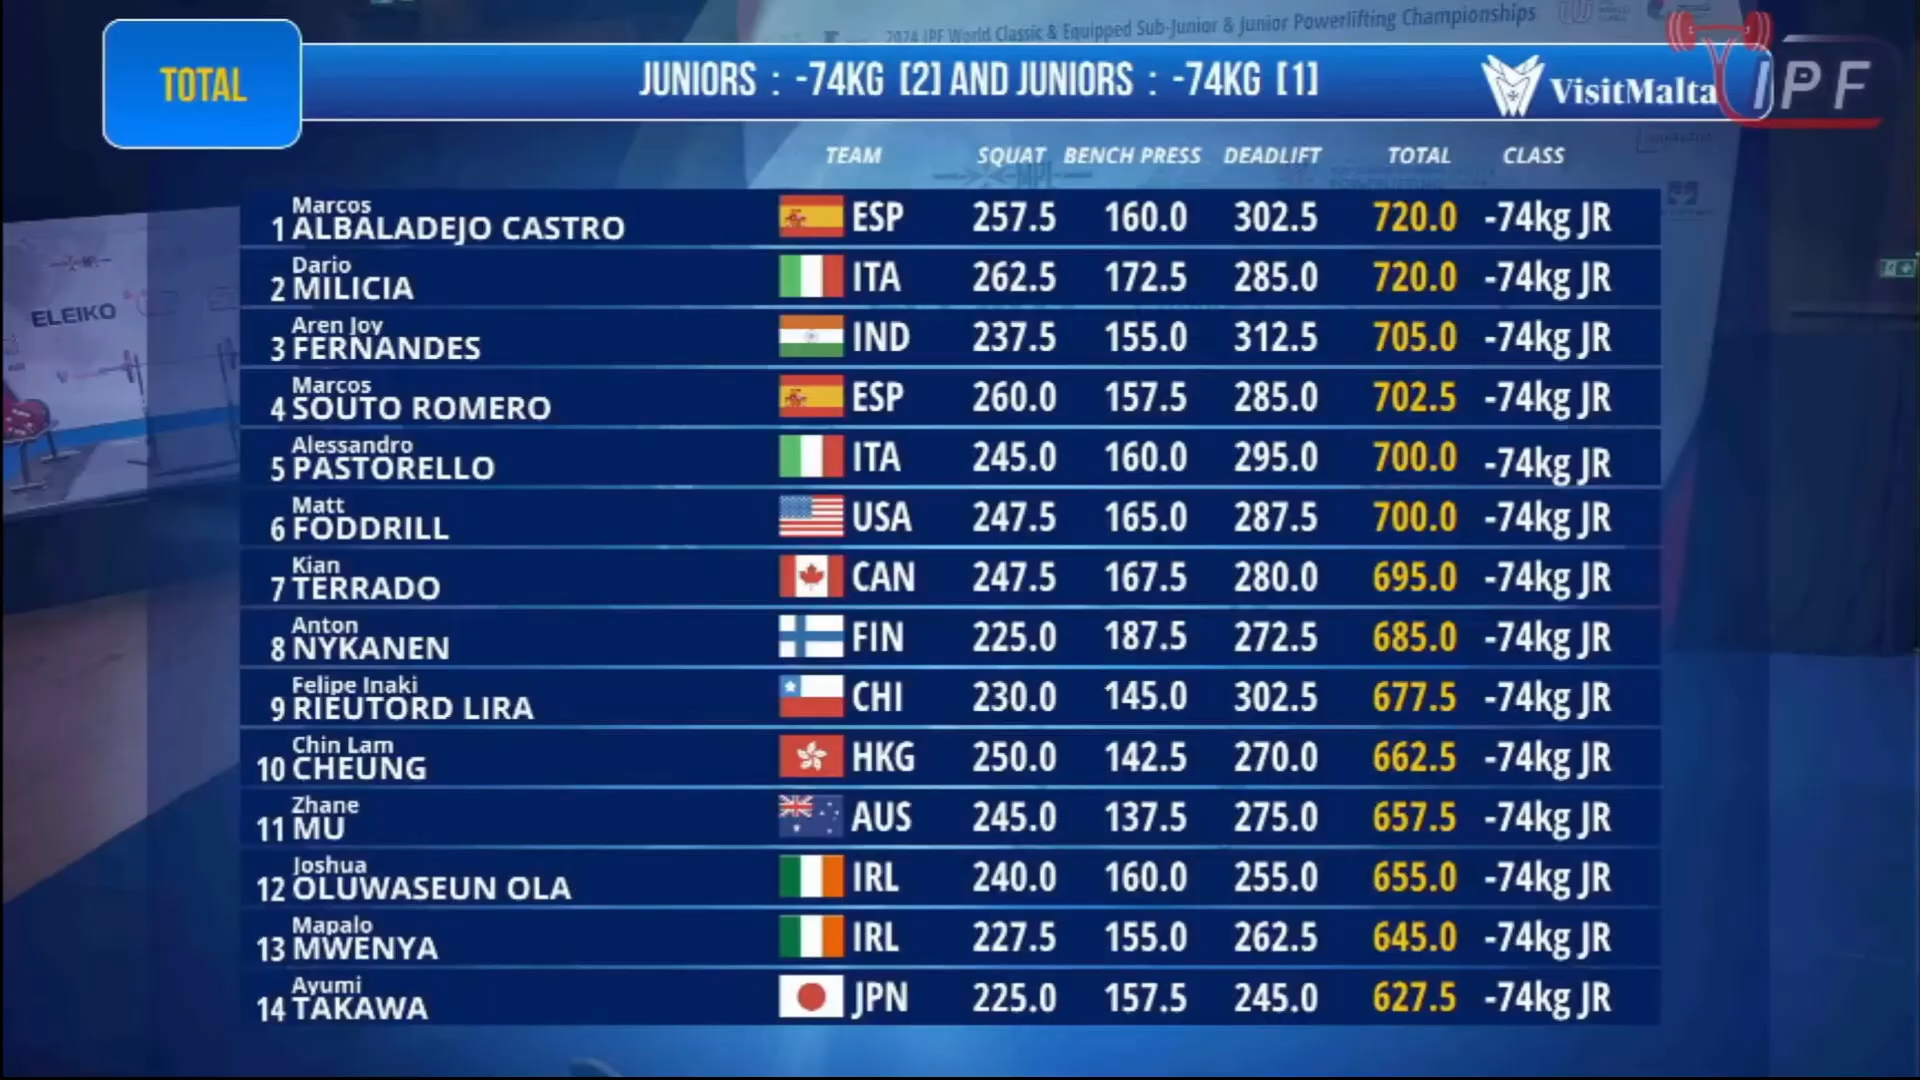 2024 IPF World Classic & Equipped Sub-Junior & Junior Powerlifting Championships
TOTAL
JUNIORS : -74KG [2] AND JUNIORS : -74KG [1]
VisitMalta
IPF
TEAM SQUAT BENCH PRESS DEADLIFT TOTAL CLASS
Marcos
1 ALBALADEJO CASTRO ESP 257.5 160.0 302.5 720.0 -74kg JR
Dario
2 MILICIA ITA 262.5 172.5 285.0 720.0 -74kg JR
Aren Joy
3 FERNANDES IND 237.5 155.0 312.5 705.0 -74kg JR
Marcos
4 SOUTO ROMERO ESP 260.0 157.5 285.0 702.5 -74kg JR
Alessandro
5 PASTORELLO ITA 245.0 160.0 295.0 700.0 -74kg JR
Matt
6 FODDRILL USA 247.5 165.0 287.5 700.0 -74kg JR
Kian
7 TERRADO CAN 247.5 167.5 280.0 695.0 -74kg JR
Anton
8 NYKANEN FIN 225.0 187.5 272.5 685.0 -74kg JR
Felipe Inaki
9 RIEUTORD LIRA CHI 230.0 145.0 302.5 677.5 -74kg JR
Chin Lam
10 CHEUNG HKG 250.0 142.5 270.0 662.5 -74kg JR
Zhane
11 MU AUS 245.0 137.5 275.0 657.5 -74kg JR
Joshua
12 OLUWASEUN OLA IRL 240.0 160.0 255.0 655.0 -74kg JR
Mapalo
13 MWENYA IRL 227.5 155.0 262.5 645.0 -74kg JR
Ayumi
14 TAKAWA JPN 225.0 157.5 245.0 627.5 -74kg JR
ELEIKO
MPL